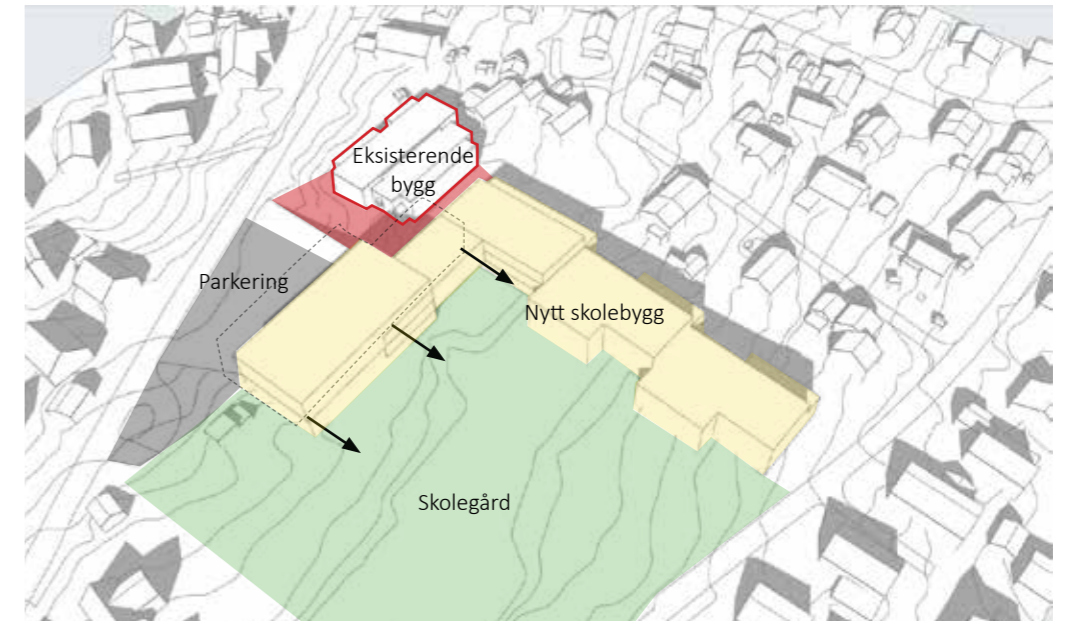 Eksisterende
bygg
Parkering
Nytt skolebygg
Skolegård